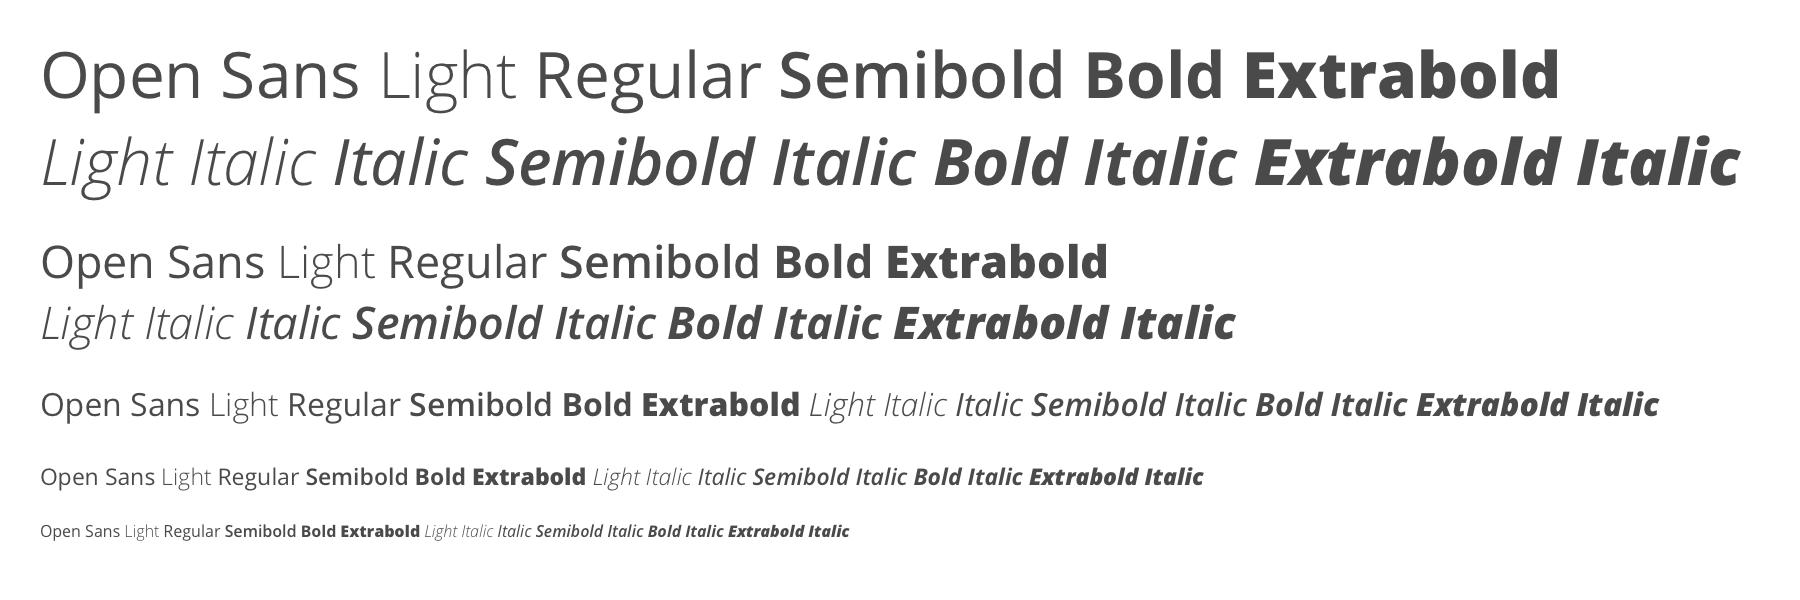 Open Sans Light Regular Semibold Bold Extrabold
Light Italic Italic Semibold Italic Bold Italic Extrabold Italic
Open Sans Light Regular Semibold Bold Extrabold
Light Italic Italic Semibold Italic Bold Italic Extrabold Italic
Open Sans Light Regular Semibold Bold Extrabold Light Italic Italic Semibold Italic Bold Italic Extrabold Italic
Open Sans Light Regular Semibold Bold Extrabold Light Italic Italic Semibold Italic Bold Italic Extrabold Italic
Open Sans Light Regular Semibold Bold Extrabold Light Italic Italic Semibold Italic Bold Italic Extrabold Italic